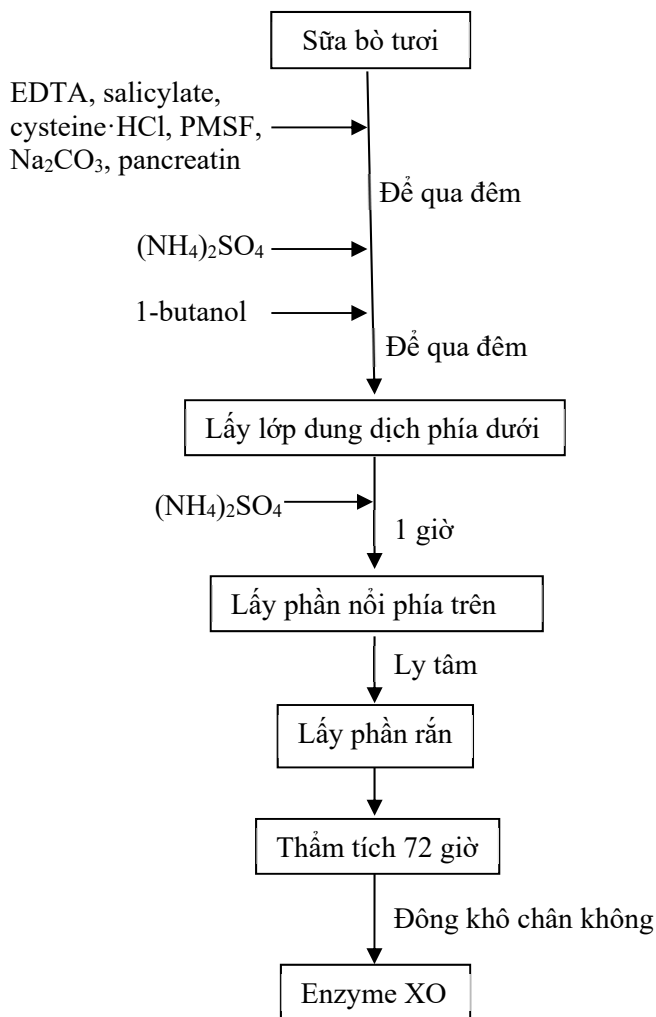 Sữa bò tươi
EDTA, salicylate,
cysteine·HCl, PMSF,
Na₂CO₃, pancreatin
Để qua đêm
(NH₄)₂SO₄
1-butanol
Để qua đêm
Lấy lớp dung dịch phía dưới
(NH₄)₂SO₄
1 giờ
Lấy phần nổi phía trên
Ly tâm
Lấy phần rắn
Thẩm tích 72 giờ
Đông khô chân không
Enzyme XO